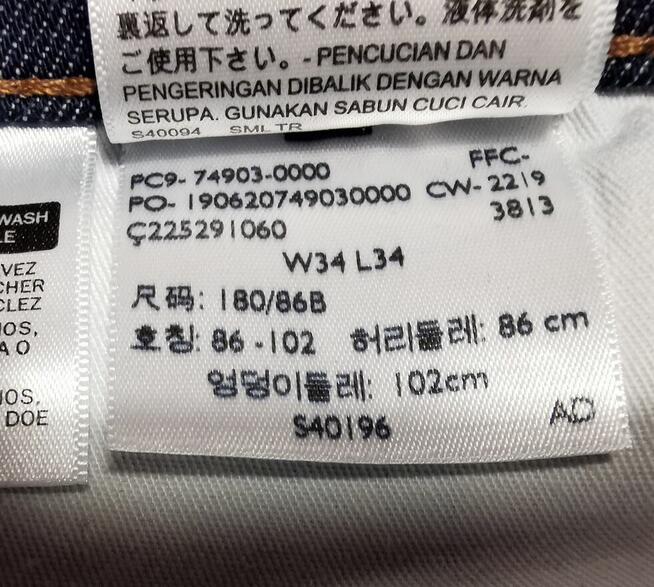 裏返して洗ってください。液体洗剤を
ご使用下さい。- PENCUCIAN DAN
PENGERINGAN DIBALIK DENGAN WARNA
SERUPA. GUNAKAN SABUN CUCI CAIR.
S40094 SML TR
PC9- 74903-0000 FFC-
PO- 190620749030000 CW- 2219
Ç225291060 3813
W34 L34
尺码: 180/86B
호칭: 86 -102 허리둘레: 86 cm
엉덩이둘레: 102cm
S40196 AD
WASH
LE
VEZ
CHER
CLEZ
JOS,
A O
JOS.
DOE